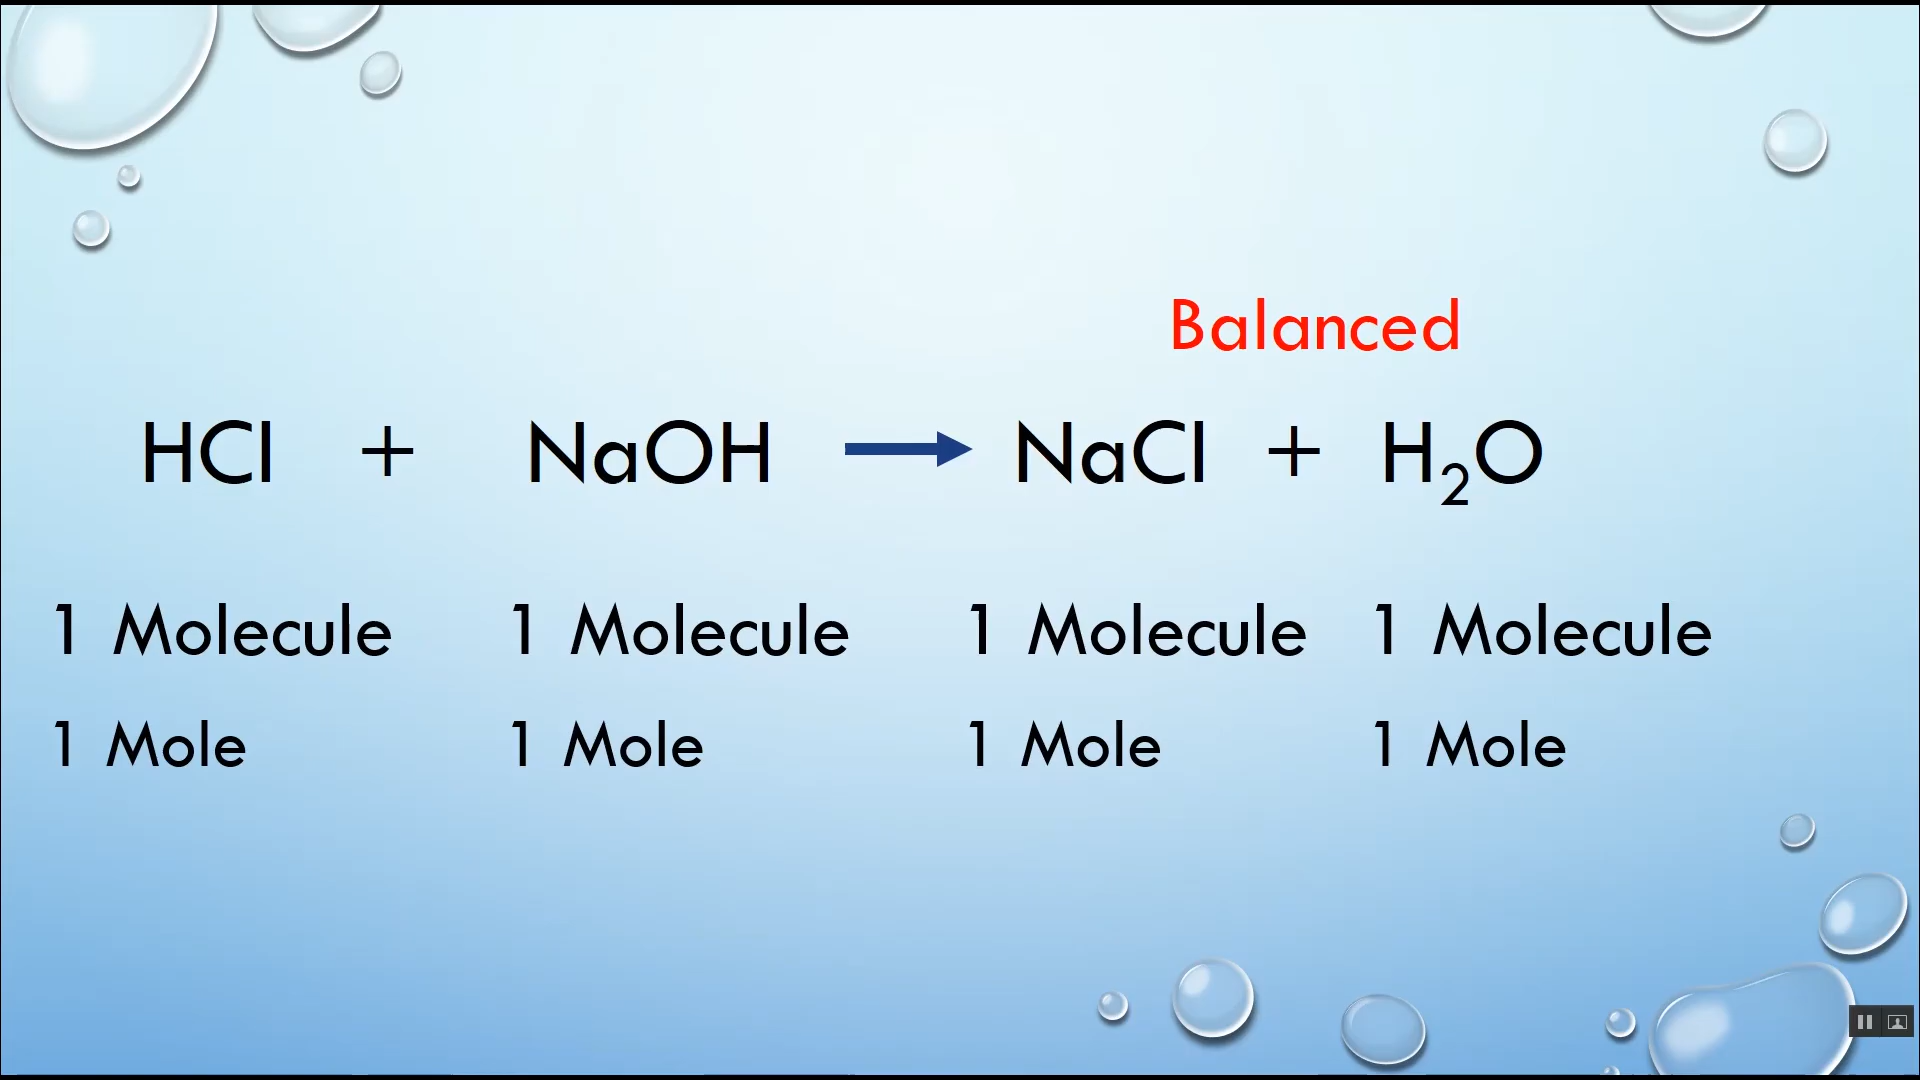 Balanced
HCl + NaOH → NaCl + H₂O
1 Molecule 1 Molecule 1 Molecule 1 Molecule
1 Mole 1 Mole 1 Mole 1 Mole